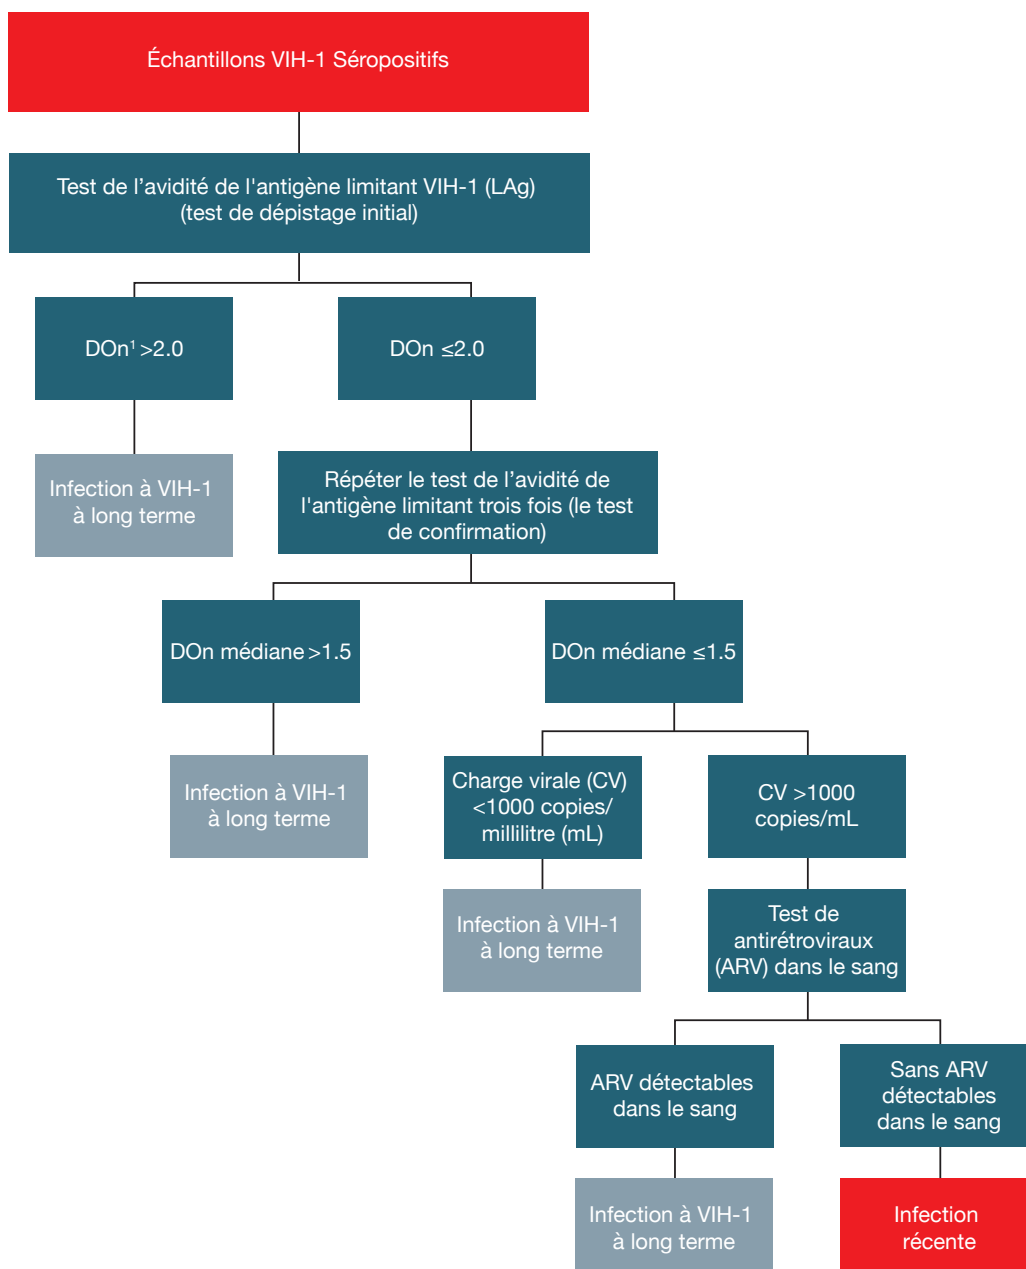 Échantillons VIH-1 Séropositifs
Test de l’avidité de l'antigène limitant VIH-1 (LAg)
(test de dépistage initial)
DOn¹ >2.0
DOn ≤2.0
Infection à VIH-1
à long terme
Répéter le test de l’avidité de
l'antigène limitant trois fois (le test
de confirmation)
DOn médiane >1.5
DOn médiane ≤1.5
Infection à VIH-1
à long terme
Charge virale (CV)
<1000 copies/
millilitre (mL)
CV >1000
copies/mL
Infection à VIH-1
à long terme
Test de
antirétroviraux
(ARV) dans le sang
ARV détectables
dans le sang
Sans ARV
détectables
dans le sang
Infection à VIH-1
à long terme
Infection
récente